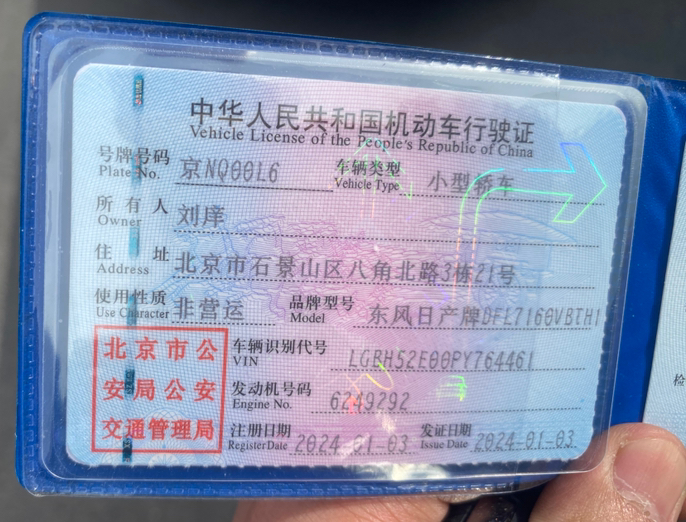 中华人民共和国机动车行驶证
Vehicle License of the People's Republic of China
号牌号码 京NQ00L6 车辆类型 小型轿车
Plate No. Vehicle Type
所有人 刘庠
Owner
住址 北京市石景山区八角北路3栋21号
Address
使用性质 非营运 品牌型号 东风日产牌DFL7160VBTH1
Use Character Model
北京市公
安局公安
交通管理局
车辆识别代号 LGBH52E00PY764461
VIN
发动机号码 6249292
Engine No.
注册日期 2024-01-03 发证日期 2024-01-03
Register Date Issue Date
检